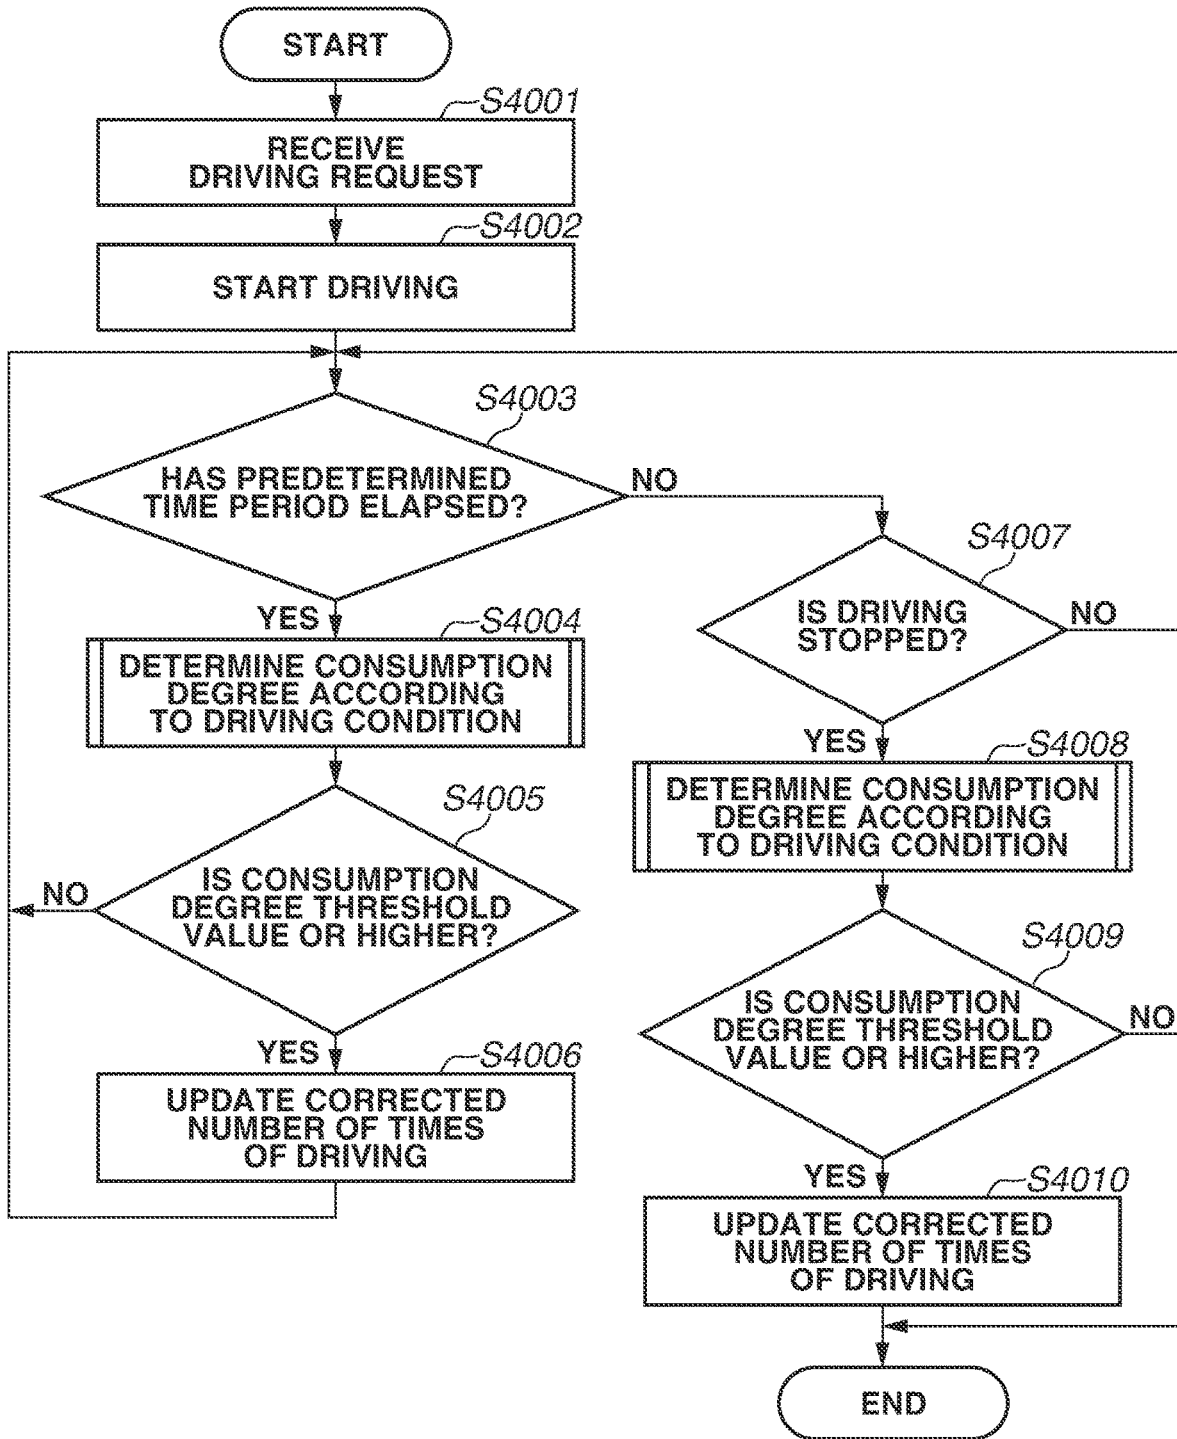 START
S4001
RECEIVE
DRIVING REQUEST
S4002
START DRIVING
S4003
HAS PREDETERMINED
TIME PERIOD ELAPSED?
NO
YES
S4004
DETERMINE CONSUMPTION
DEGREE ACCORDING
TO DRIVING CONDITION
S4005
IS CONSUMPTION
DEGREE THRESHOLD
VALUE OR HIGHER?
NO
YES
S4006
UPDATE CORRECTED
NUMBER OF TIMES
OF DRIVING
S4007
IS DRIVING
STOPPED?
NO
YES
S4008
DETERMINE CONSUMPTION
DEGREE ACCORDING
TO DRIVING CONDITION
S4009
IS CONSUMPTION
DEGREE THRESHOLD
VALUE OR HIGHER?
NO
YES
S4010
UPDATE CORRECTED
NUMBER OF TIMES
OF DRIVING
END